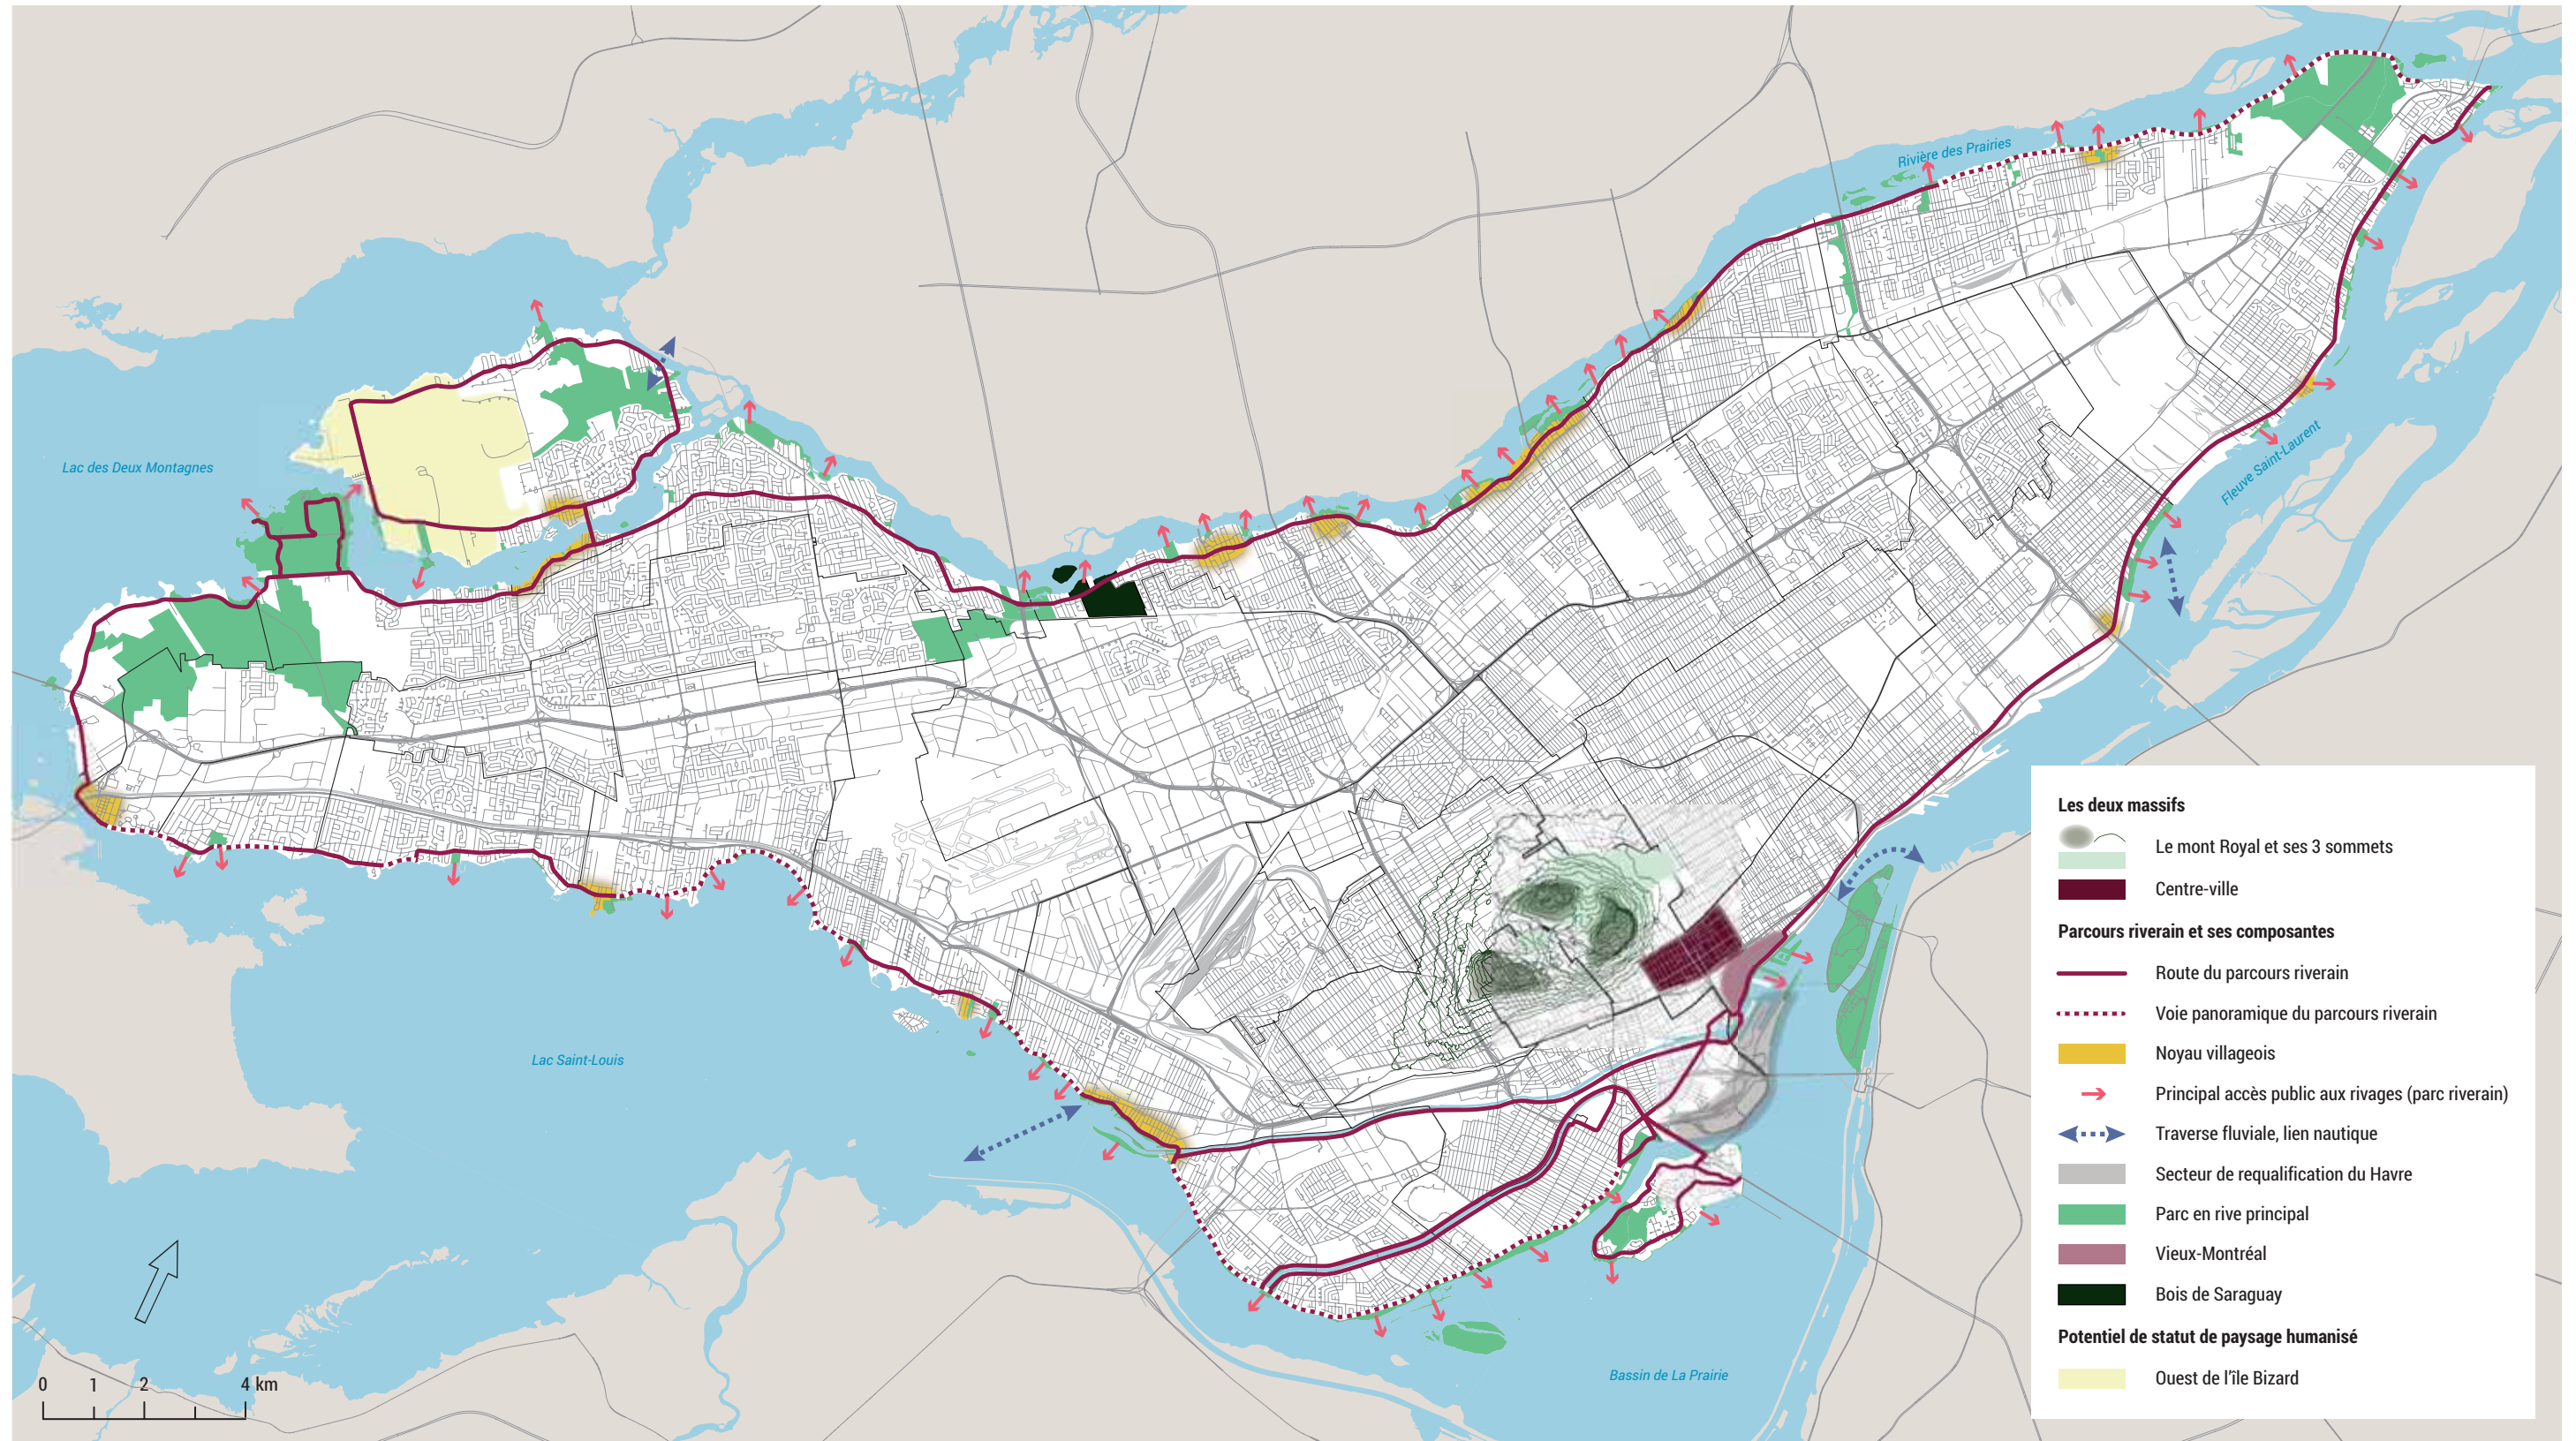 Rivière des Prairies
Lac des Deux Montagnes
Fleuve Saint-Laurent
Lac Saint-Louis
Bassin de La Prairie
0 1 2 4 km
Les deux massifs
Le mont Royal et ses 3 sommets
Centre-ville
Parcours riverain et ses composantes
Route du parcours riverain
Voie panoramique du parcours riverain
Noyau villageois
Principal accès public aux rivages (parc riverain)
Traverse fluviale, lien nautique
Secteur de requalification du Havre
Parc en rive principal
Vieux-Montréal
Bois de Saraguay
Potentiel de statut de paysage humanisé
Ouest de l'île Bizard